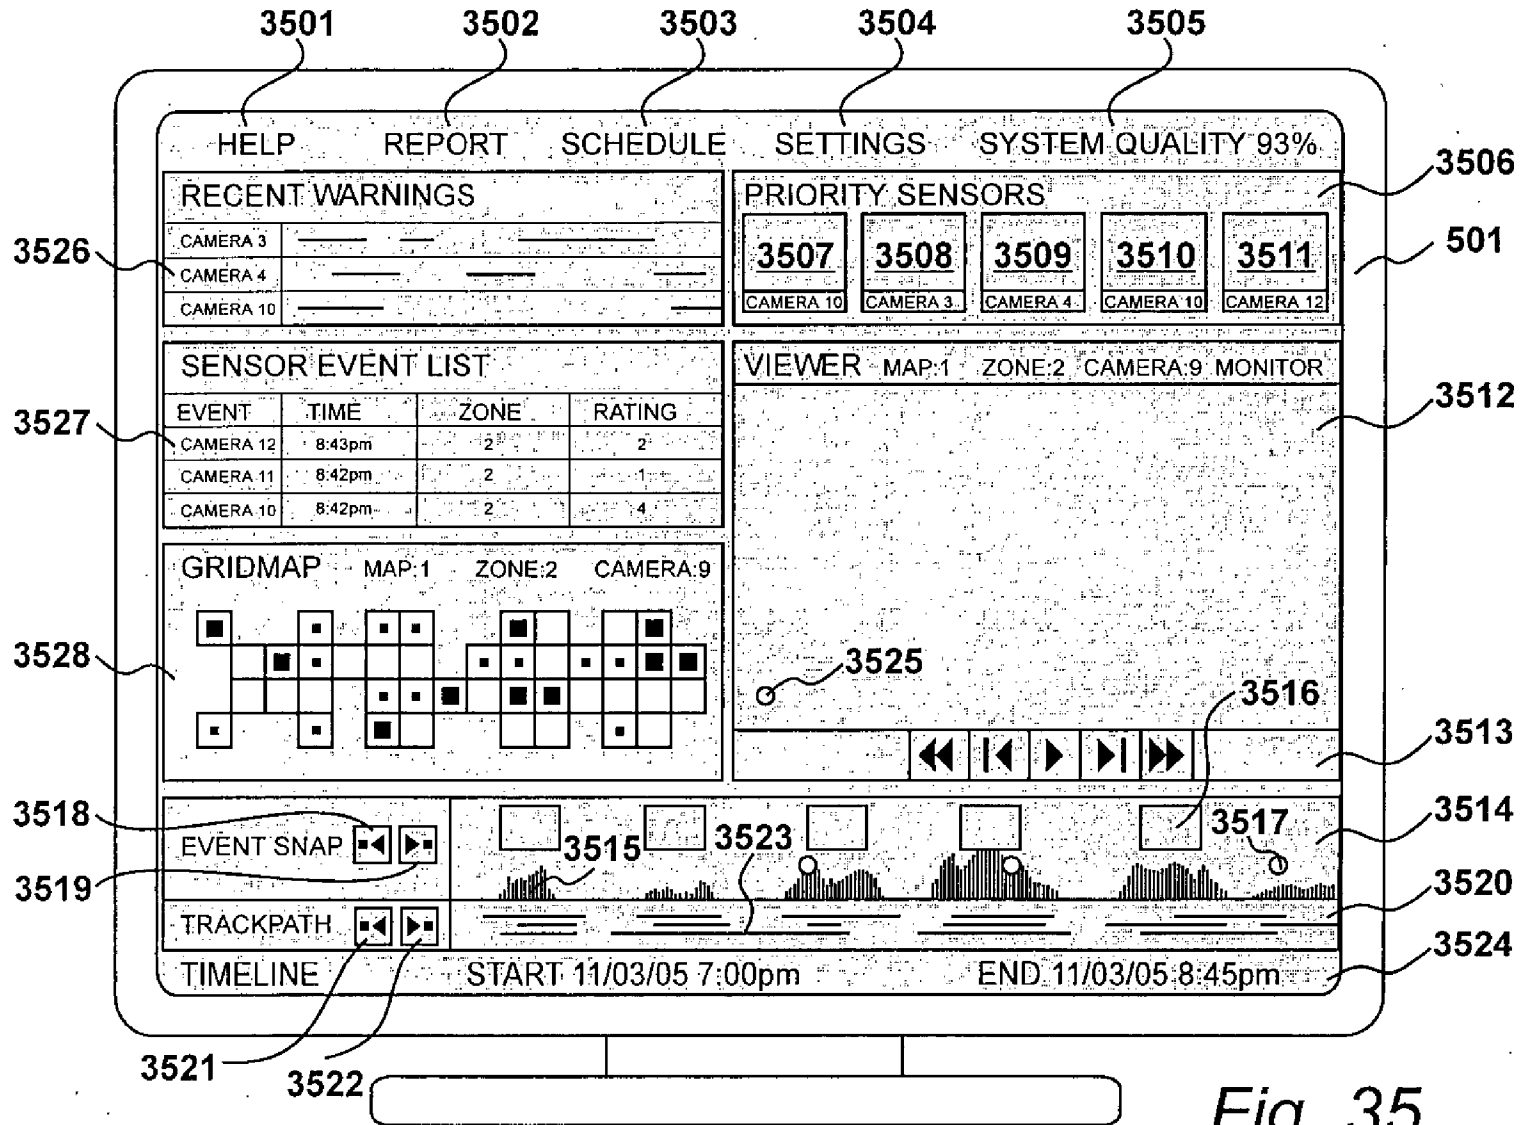 3501 3502 3503 3504 3505
HELP REPORT SCHEDULE SETTINGS SYSTEM QUALITY 93%
3506
RECENT WARNINGS
CAMERA 3
3526
CAMERA 4
CAMERA 10
PRIORITY SENSORS
3507 3508 3509 3510 3511
CAMERA 10 CAMERA 3 CAMERA 4 CAMERA 10 CAMERA 12
501
SENSOR EVENT LIST
EVENT TIME ZONE RATING
3527
CAMERA 12 8:43pm 2 2
CAMERA 11 8:42pm 2 1
CAMERA 10 8:42pm 2 4
VIEWER MAP:1 ZONE:2 CAMERA:9 MONITOR
3512
GRIDMAP MAP:1 ZONE:2 CAMERA:9
3528
3525
3516
3513
3518
EVENT SNAP
3519
3515 3523 3517
3514
3520
TRACKPATH
3524
TIMELINE START 11/03/05 7:00pm END 11/03/05 8:45pm
3521 3522
Fig. 35